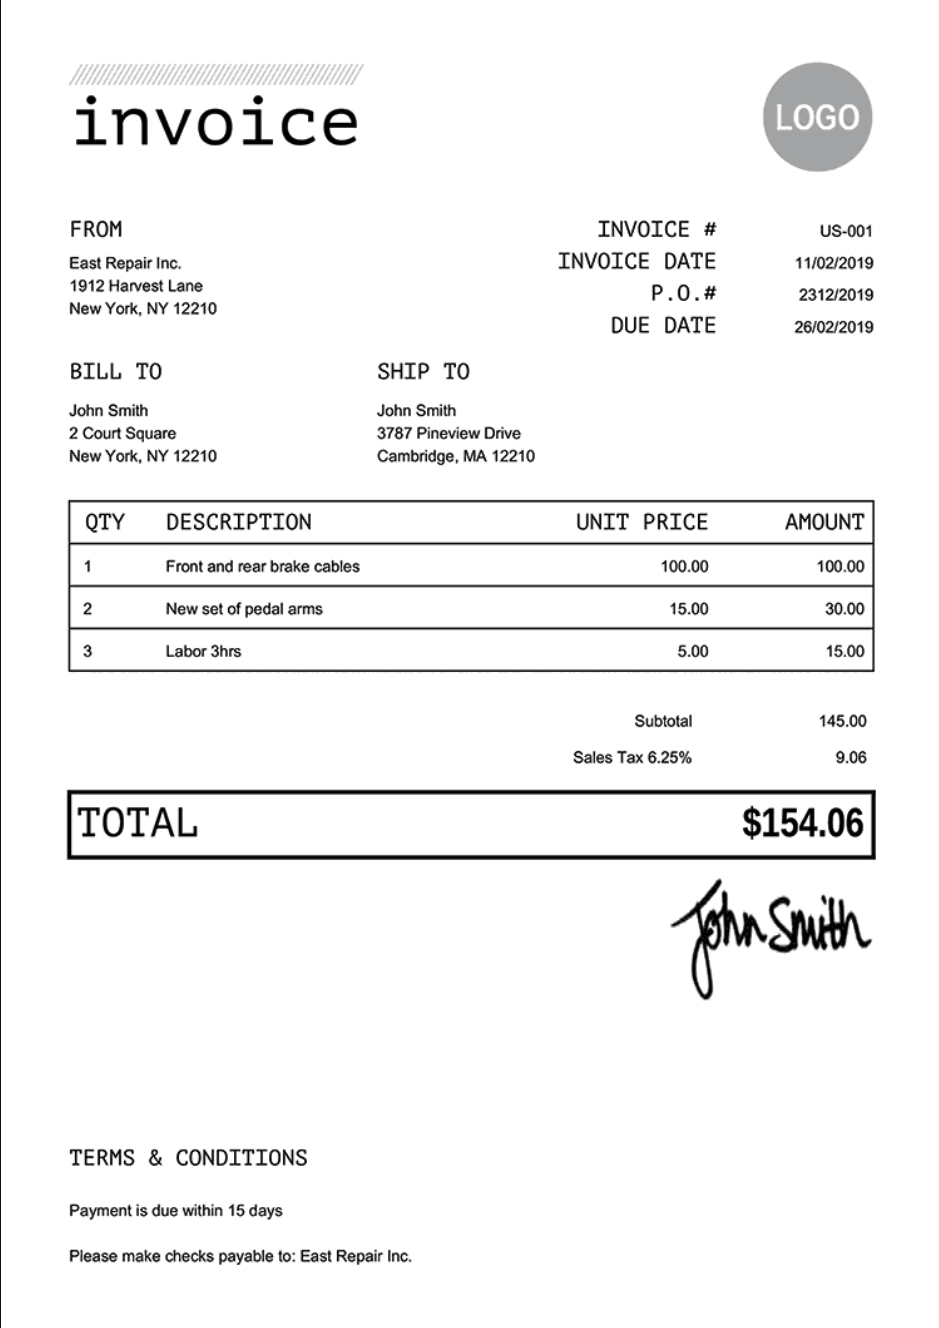 invoice
LOGO
FROM
East Repair Inc.
1912 Harvest Lane
New York, NY 12210
INVOICE # US-001
INVOICE DATE 11/02/2019
P.O.# 2312/2019
DUE DATE 26/02/2019
BILL TO
John Smith
2 Court Square
New York, NY 12210
SHIP TO
John Smith
3787 Pineview Drive
Cambridge, MA 12210
QTY DESCRIPTION UNIT PRICE AMOUNT
1 Front and rear brake cables 100.00 100.00
2 New set of pedal arms 15.00 30.00
3 Labor 3hrs 5.00 15.00
Subtotal 145.00
Sales Tax 6.25% 9.06
TOTAL $154.06
John Smith
TERMS & CONDITIONS
Payment is due within 15 days
Please make checks payable to: East Repair Inc.